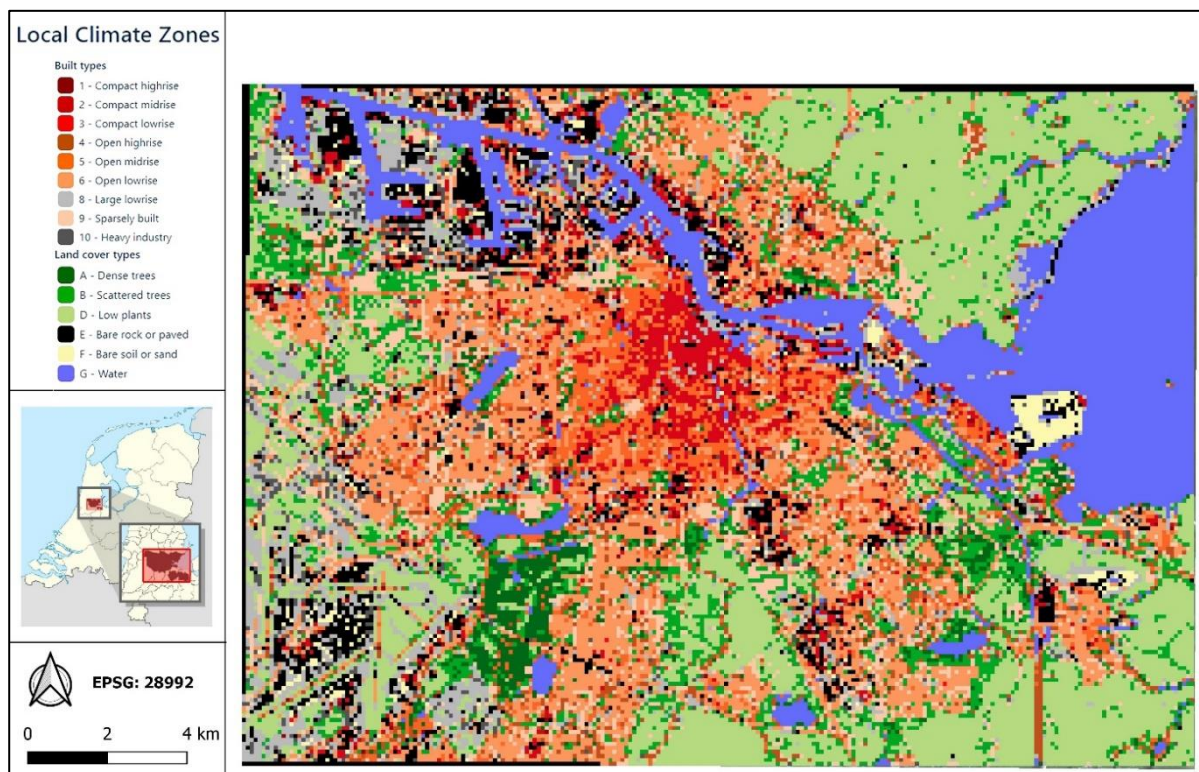 Local Climate Zones
Built types
1 - Compact highrise
2 - Compact midrise
3 - Compact lowrise
4 - Open highrise
5 - Open midrise
6 - Open lowrise
8 - Large lowrise
9 - Sparsely built
10 - Heavy industry
Land cover types
A - Dense trees
B - Scattered trees
D - Low plants
E - Bare rock or paved
F - Bare soil or sand
G - Water
EPSG: 28992
0 2 4 km